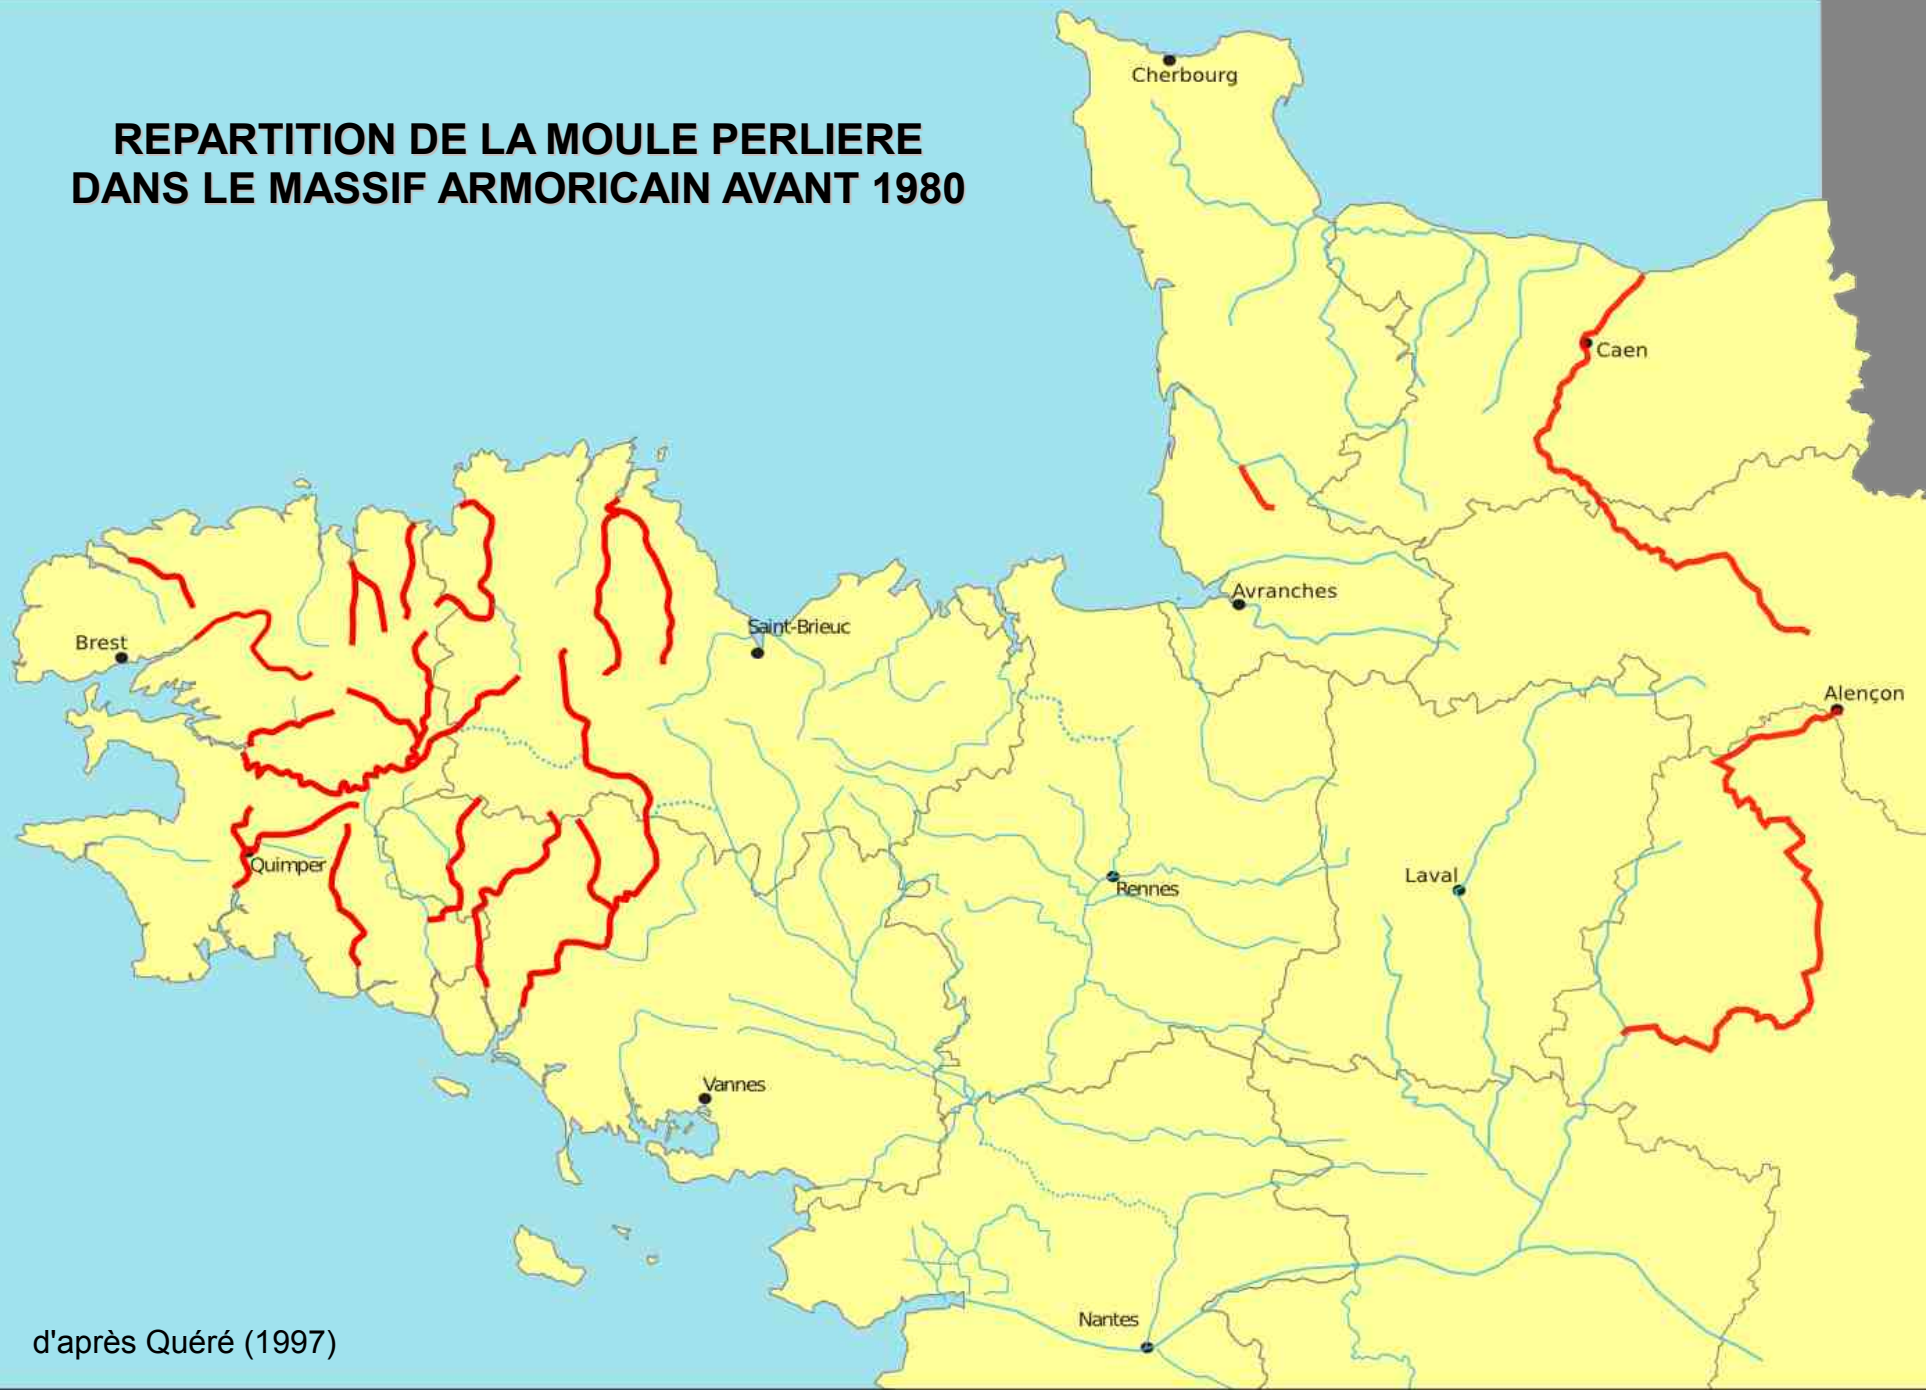 REPARTITION DE LA MOULE PERLIERE
DANS LE MASSIF ARMORICAIN AVANT 1980
Cherbourg
Caen
Avranches
Saint-Brieuc
Brest
Alençon
Quimper
Rennes
Laval
Vannes
Nantes
d'après Quéré (1997)